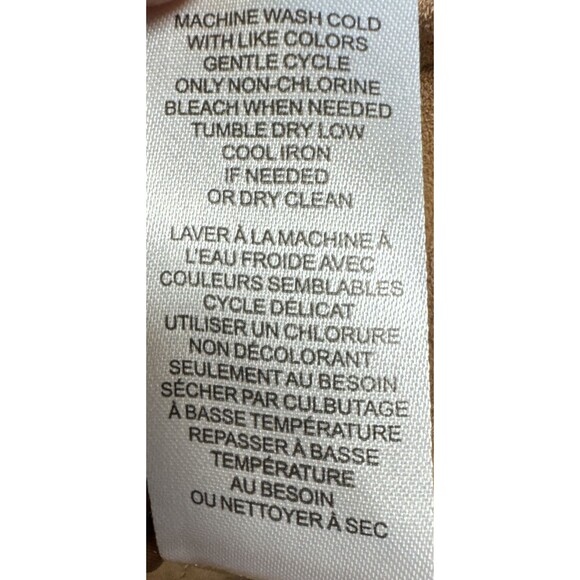 MACHINE WASH COLD
WITH LIKE COLORS
GENTLE CYCLE
ONLY NON-CHLORINE
BLEACH WHEN NEEDED
TUMBLE DRY LOW
COOL IRON
IF NEEDED
OR DRY CLEAN
LAVER À LA MACHINE À
L'EAU FROIDE AVEC
COULEURS SEMBLABLES
CYCLE DÉLICAT
UTILISER UN CHLORURE
NON DÉCOLORANT
SEULEMENT AU BESOIN
SÉCHER PAR CULBUTAGE
À BASSE TEMPÉRATURE
REPASSER À BASSE
TEMPÉRATURE
AU BESOIN
OU NETTOYER À SEC